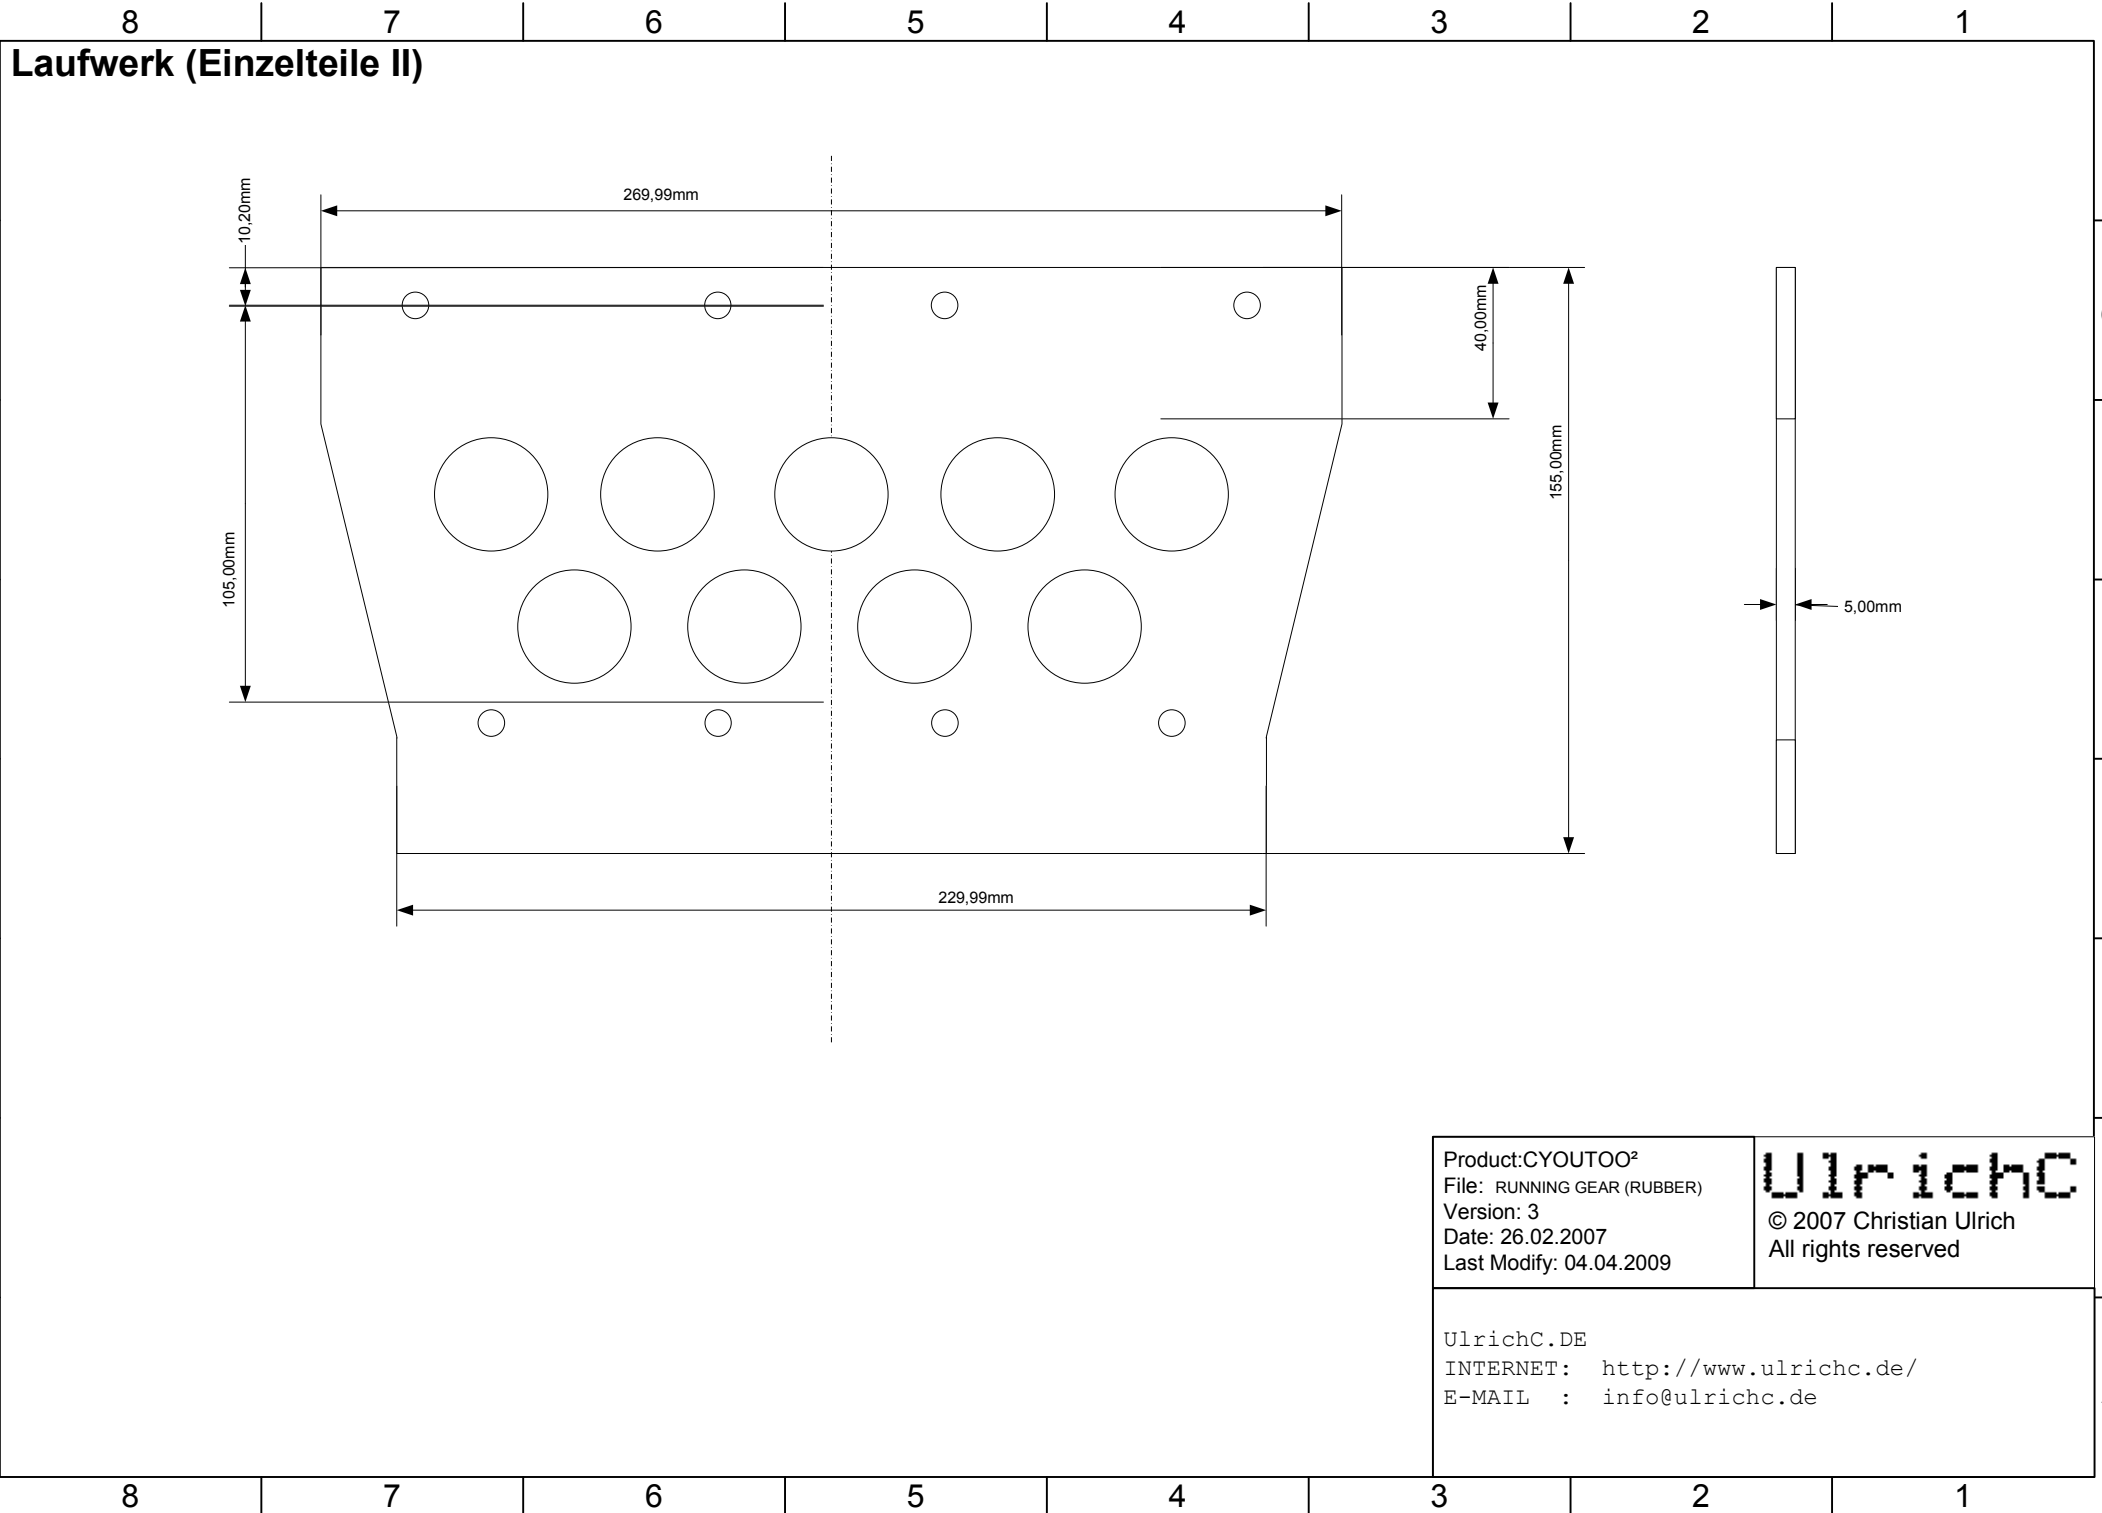 8 7 6 5 4 3 2 1
Laufwerk (Einzelteile II)
10,20mm
269,99mm
40,00mm
155,00mm
105,00mm
5,00mm
229,99mm
Product:CYOUTOO²
File: RUNNING GEAR (RUBBER)
Version: 3
Date: 26.02.2007
Last Modify: 04.04.2009
UlrichC
© 2007 Christian Ulrich
All rights reserved
UlrichC.DE
INTERNET: http://www.ulrichc.de/
E-MAIL : info@ulrichc.de
8 7 6 5 4 3 2 1